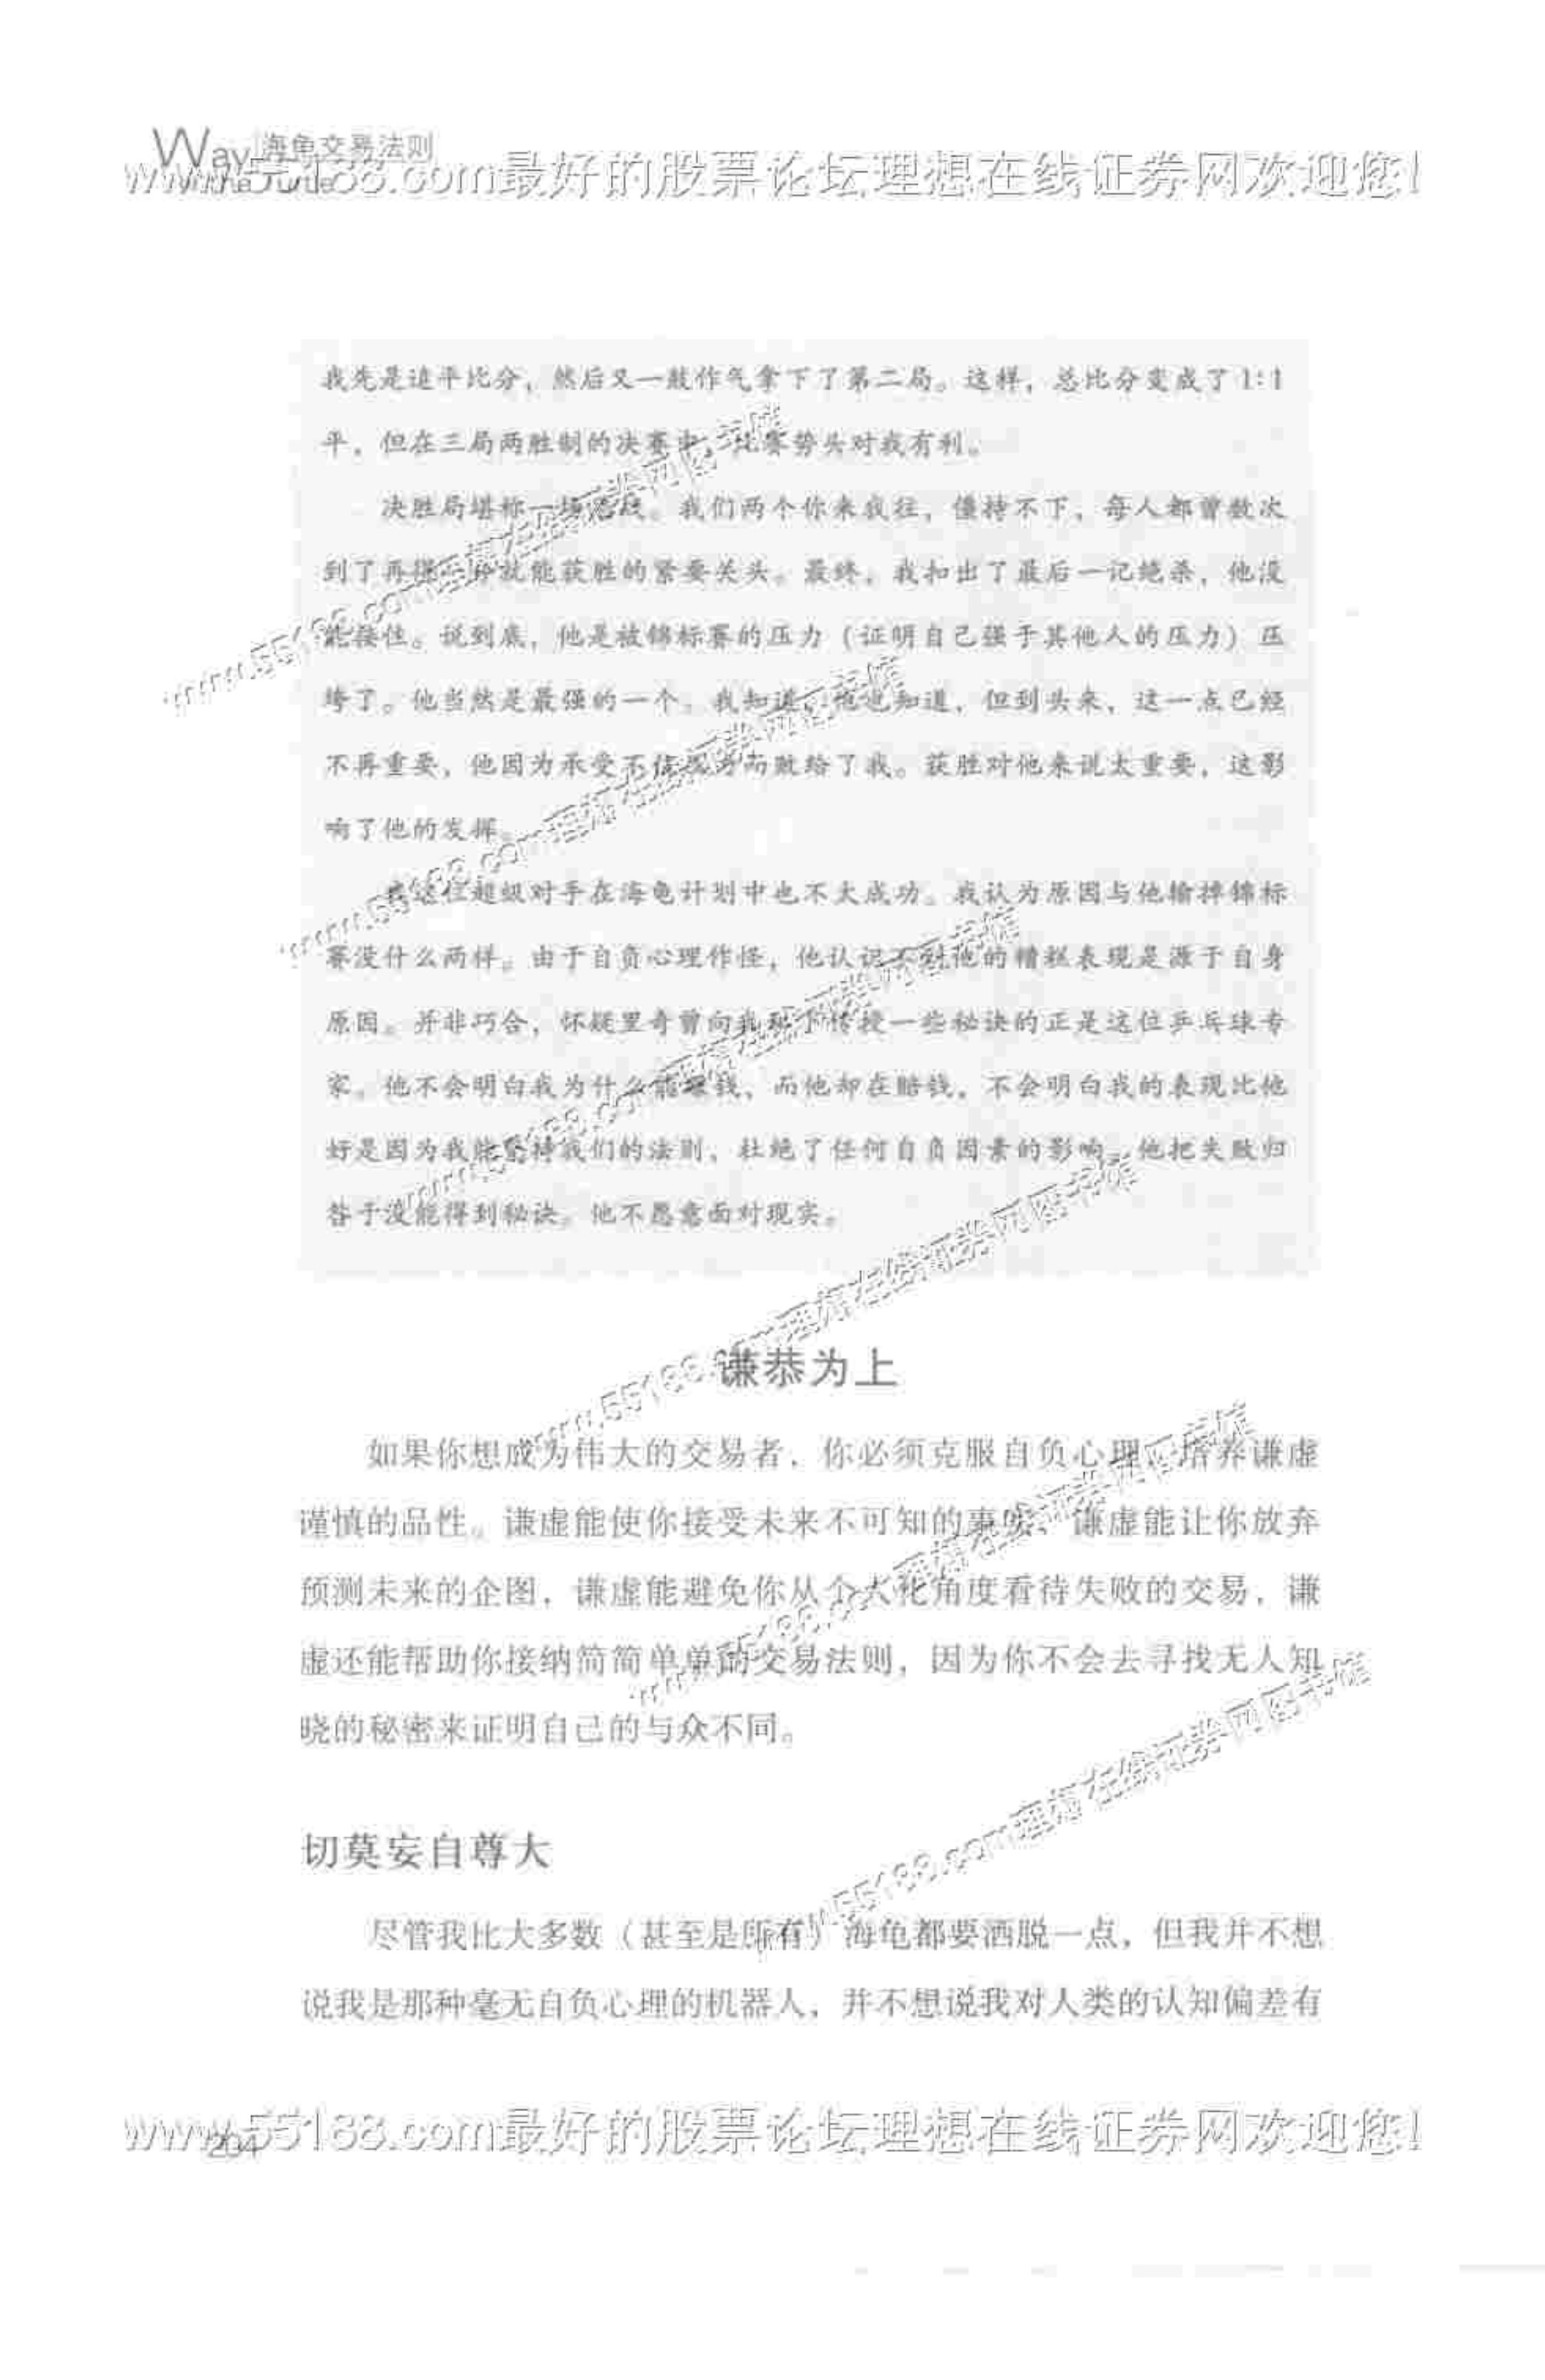 Way 海龟交易法则
www.55188.com最好的股票论坛理想在线证券网欢迎您!
我先是追平比分，然后又一鼓作气拿下了第二局。这样，总比分变成了1:1
平，但在三局两胜制的决赛中，比赛势头对我有利。
决胜局堪称一场恶战。我们两个你来我往，僵持不下，每人都曾数次
到了再得一分就能获胜的紧要关头。最终，我扣出了最后一记绝杀，他没
能接住。说到底，他是被锦标赛的压力（证明自己强于其他人的压力）压
垮了。他当然是最强的一个。我知道，他也知道，但到头来，这一点已经
不再重要，他因为承受不住压力而败给了我。获胜对他来说太重要，这影
响了他的发挥。
我这位超级对手在海龟计划中也不大成功。我认为原因与他输掉锦标
赛没什么两样。由于自负心理作怪，他认识不到他的糟糕表现是源于自身
原因。并非巧合，怀疑里奇曾向我私下传授一些秘诀的正是这位乒乓球专
家。他不会明白我为什么能赚钱，而他却在赔钱，不会明白我的表现比他
好是因为我能坚持我们的法则，杜绝了任何自负因素的影响。他把失败归
咎于没能得到秘诀。他不愿意面对现实。
谦恭为上
如果你想成为伟大的交易者，你必须克服自负心理，培养谦虚
谨慎的品性。谦虚能使你接受未来不可知的事实，谦虚能让你放弃
预测未来的企图，谦虚能避免你从个人化角度看待失败的交易，谦
虚还能帮助你接纳简简单单的交易法则，因为你不会去寻找无人知
晓的秘密来证明自己的与众不同。
切莫妄自尊大
尽管我比大多数（甚至是所有）海龟都要洒脱一点，但我并不想
说我是那种毫无自负心理的机器人，并不想说我对人类的认知偏差有
www.55188.com最好的股票论坛理想在线证券网欢迎您!
204